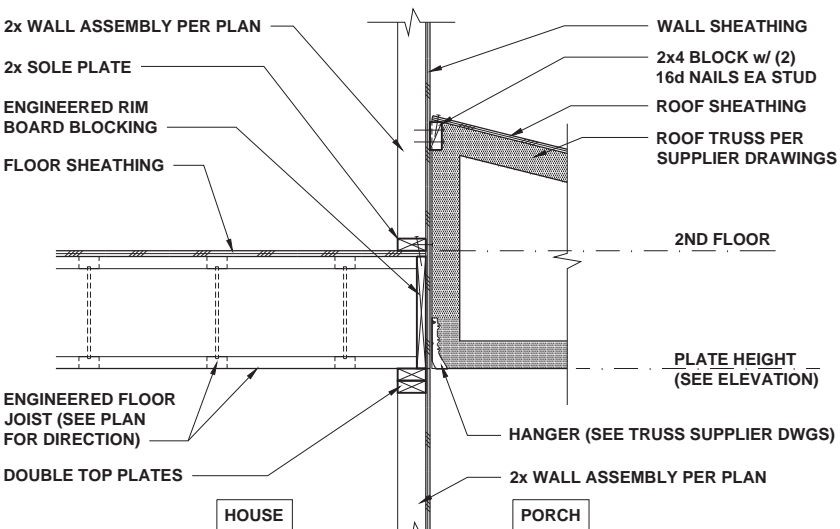 2x WALL ASSEMBLY PER PLAN
2x SOLE PLATE
ENGINEERED RIM
BOARD BLOCKING
FLOOR SHEATHING
ENGINEERED FLOOR
JOIST (SEE PLAN
FOR DIRECTION)
DOUBLE TOP PLATES
HOUSE
WALL SHEATHING
2x4 BLOCK w/ (2)
16d NAILS EA STUD
ROOF SHEATHING
ROOF TRUSS PER
SUPPLIER DRAWINGS
2ND FLOOR
PLATE HEIGHT
(SEE ELEVATION)
HANGER (SEE TRUSS SUPPLIER DWGS)
2x WALL ASSEMBLY PER PLAN
PORCH